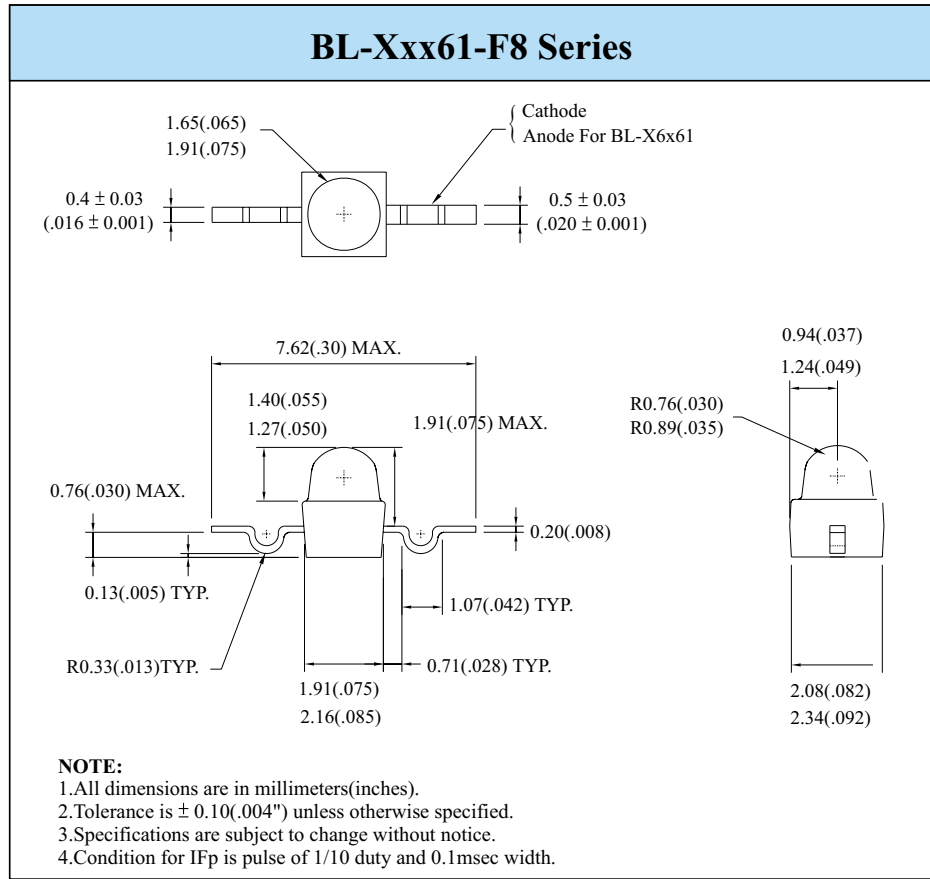 BL-Xxx61-F8 Series
1.65(.065)
1.91(.075)
Cathode
Anode For BL-X6x61
0.4 ± 0.03
(.016 ± 0.001)
0.5 ± 0.03
(.020 ± 0.001)
7.62(.30) MAX.
1.40(.055)
1.27(.050)
1.91(.075) MAX.
0.94(.037)
1.24(.049)
R0.76(.030)
R0.89(.035)
0.76(.030) MAX.
0.20(.008)
0.13(.005) TYP.
1.07(.042) TYP.
R0.33(.013)TYP.
0.71(.028) TYP.
1.91(.075)
2.16(.085)
2.08(.082)
2.34(.092)
NOTE:
1.All dimensions are in millimeters(inches).
2.Tolerance is ± 0.10(.004") unless otherwise specified.
3.Specifications are subject to change without notice.
4.Condition for IFp is pulse of 1/10 duty and 0.1msec width.